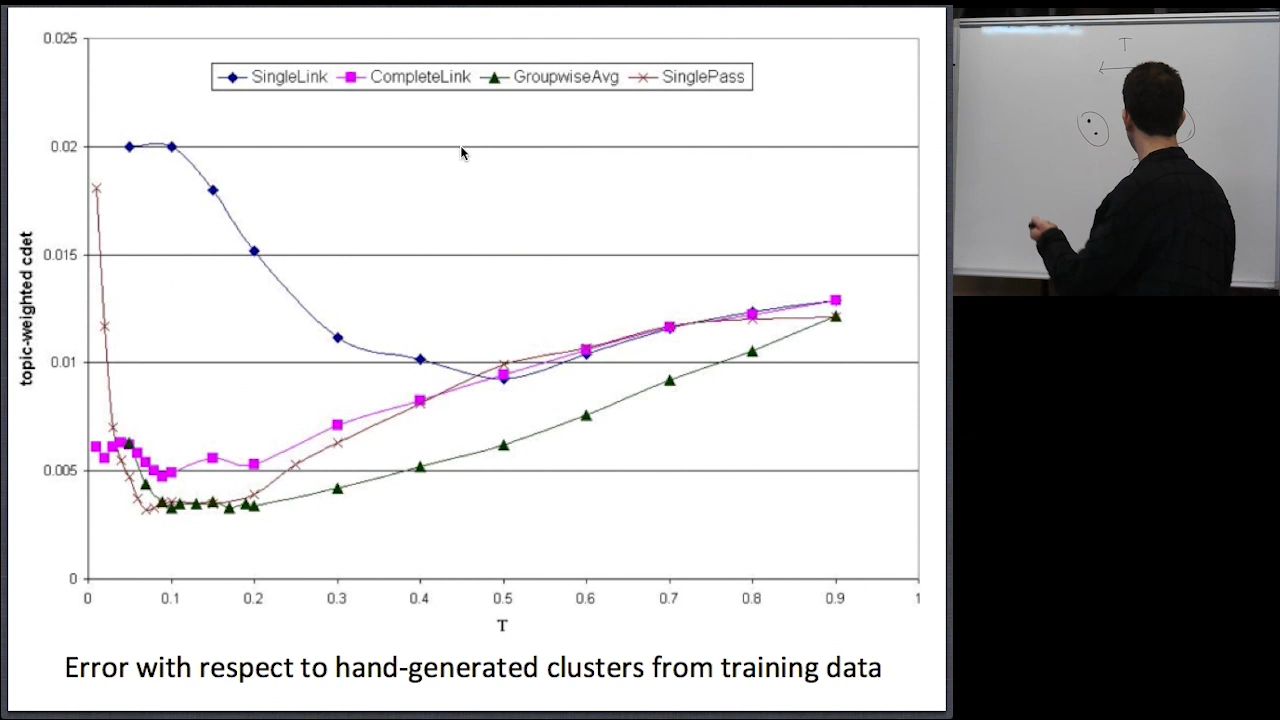 0.025
SingleLink CompleteLink GroupwiseAvg SinglePass
0.02
0.015
0.01
0.005
0
topic-weighted cdet
0 0.1 0.2 0.3 0.4 0.5 0.6 0.7 0.8 0.9 1
T
Error with respect to hand-generated clusters from training data
T